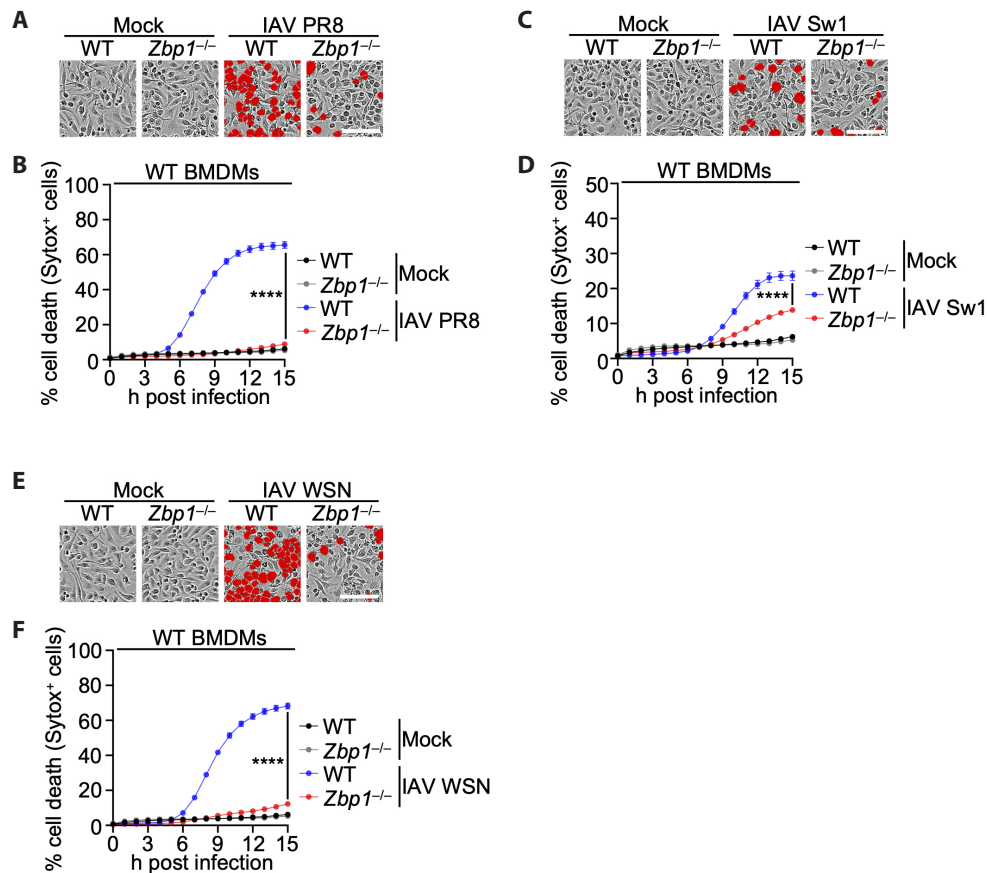 A
Mock
IAV PR8
WT
Zbp1⁻/⁻
WT
Zbp1⁻/⁻
B
WT BMDMs
% cell death (Sytox⁺ cells)
100
80
60
40
20
0
0 3 6 9 12 15
h post infection
****
WT
Zbp1⁻/⁻
Mock
WT
Zbp1⁻/⁻
IAV PR8
C
Mock
IAV Sw1
WT
Zbp1⁻/⁻
WT
Zbp1⁻/⁻
D
WT BMDMs
% cell death (Sytox⁺ cells)
50
40
30
20
10
0
0 3 6 9 12 15
h post infection
****
WT
Zbp1⁻/⁻
Mock
WT
Zbp1⁻/⁻
IAV Sw1
E
Mock
IAV WSN
WT
Zbp1⁻/⁻
WT
Zbp1⁻/⁻
F
WT BMDMs
% cell death (Sytox⁺ cells)
100
80
60
40
20
0
0 3 6 9 12 15
h post infection
****
WT
Zbp1⁻/⁻
Mock
WT
Zbp1⁻/⁻
IAV WSN